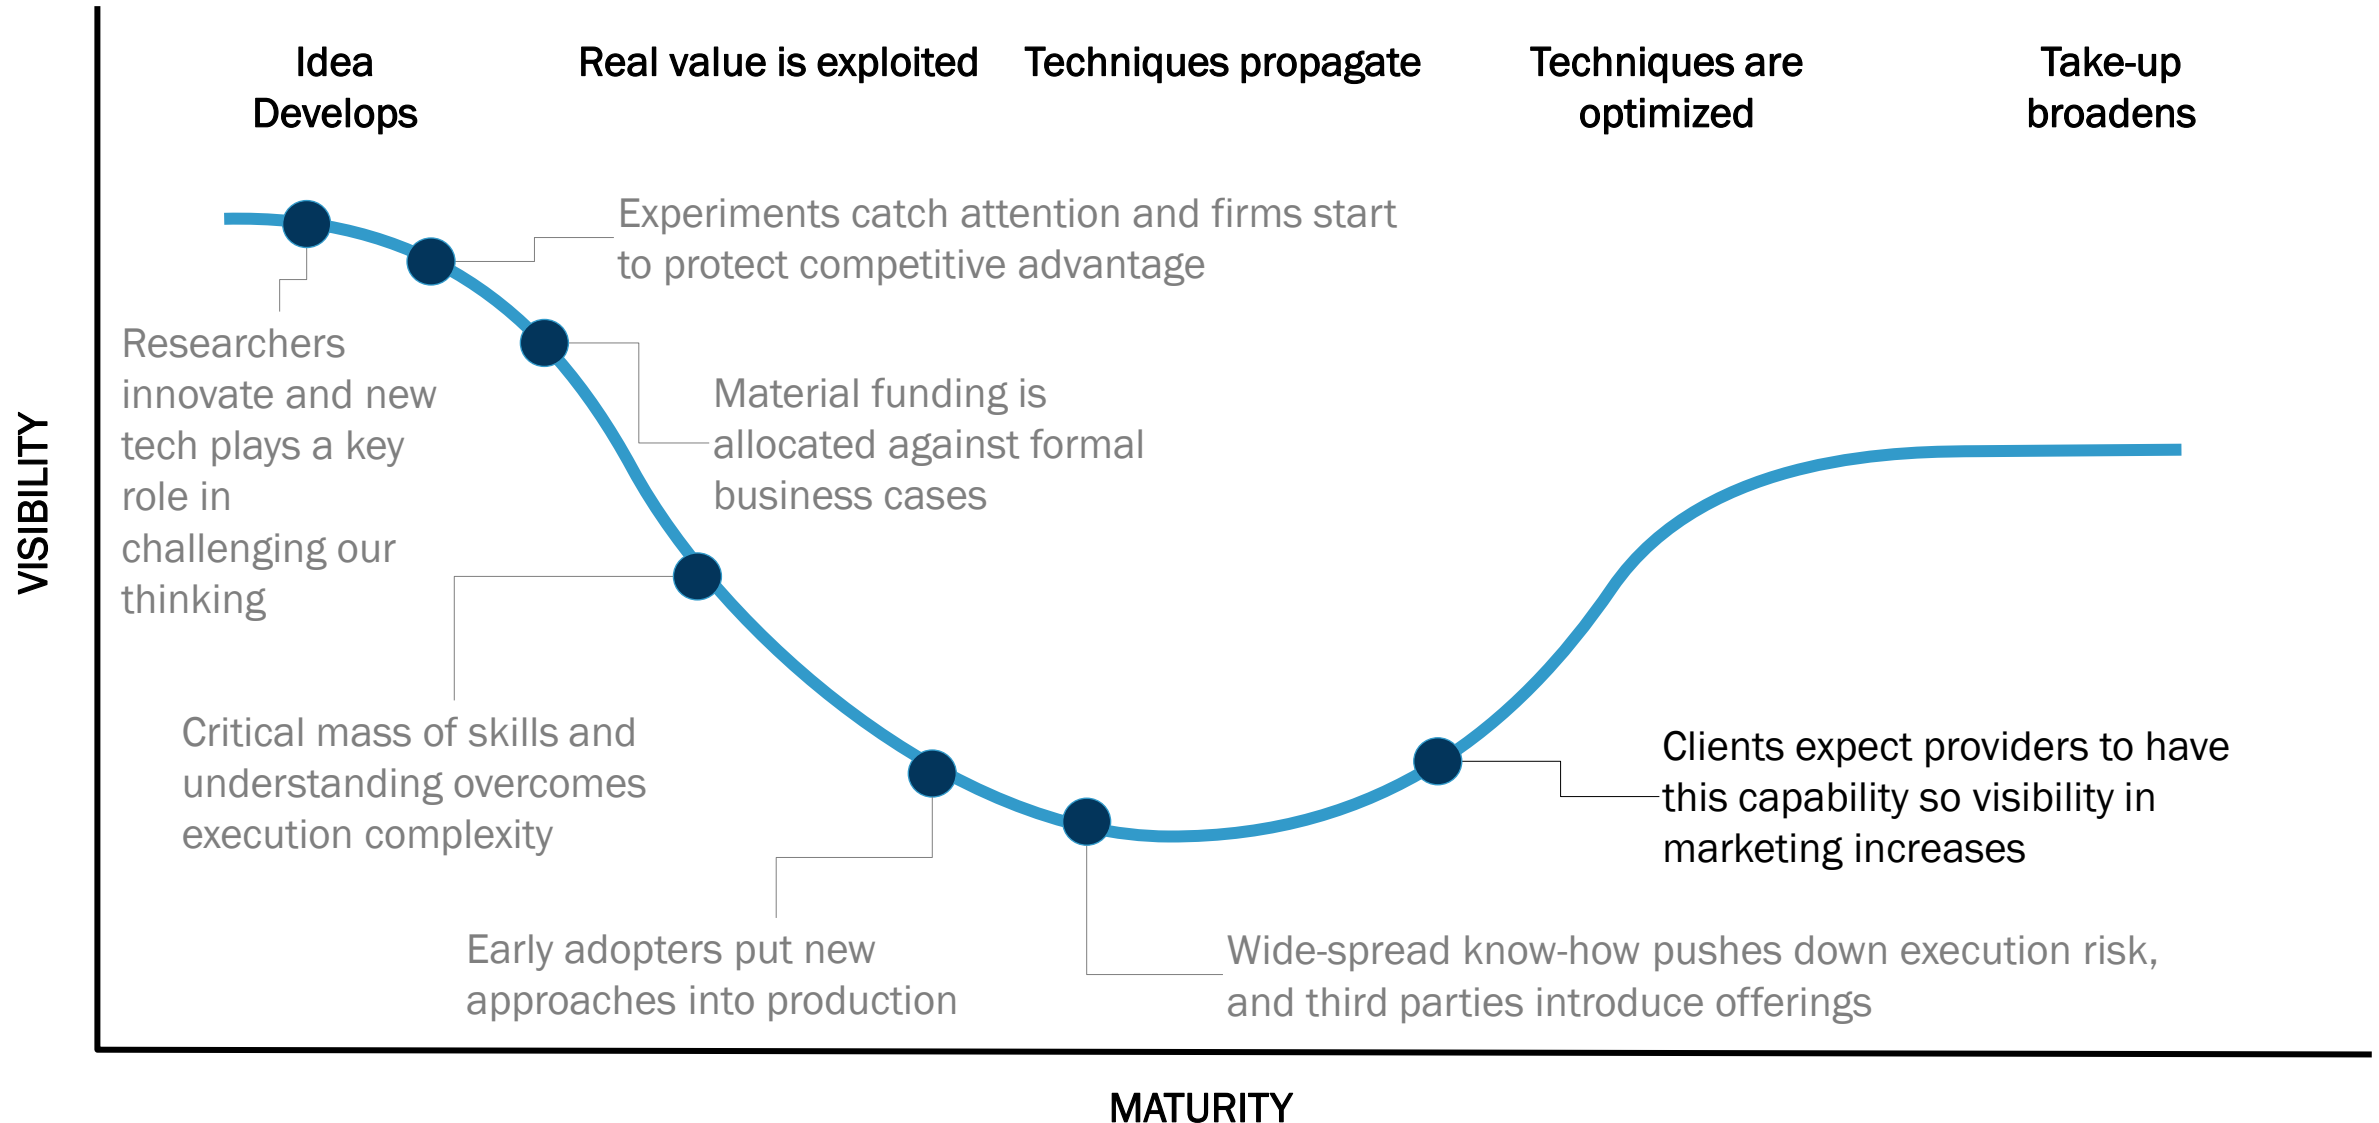 Idea
Develops
Real value is exploited
Techniques propagate
Techniques are
optimized
Take-up
broadens
Experiments catch attention and firms start
to protect competitive advantage
Researchers
innovate and new
tech plays a key
role in
challenging our
thinking
Material funding is
allocated against formal
business cases
VISIBILITY
Critical mass of skills and
understanding overcomes
execution complexity
Clients expect providers to have
this capability so visibility in
marketing increases
Early adopters put new
approaches into production
Wide-spread know-how pushes down execution risk,
and third parties introduce offerings
MATURITY